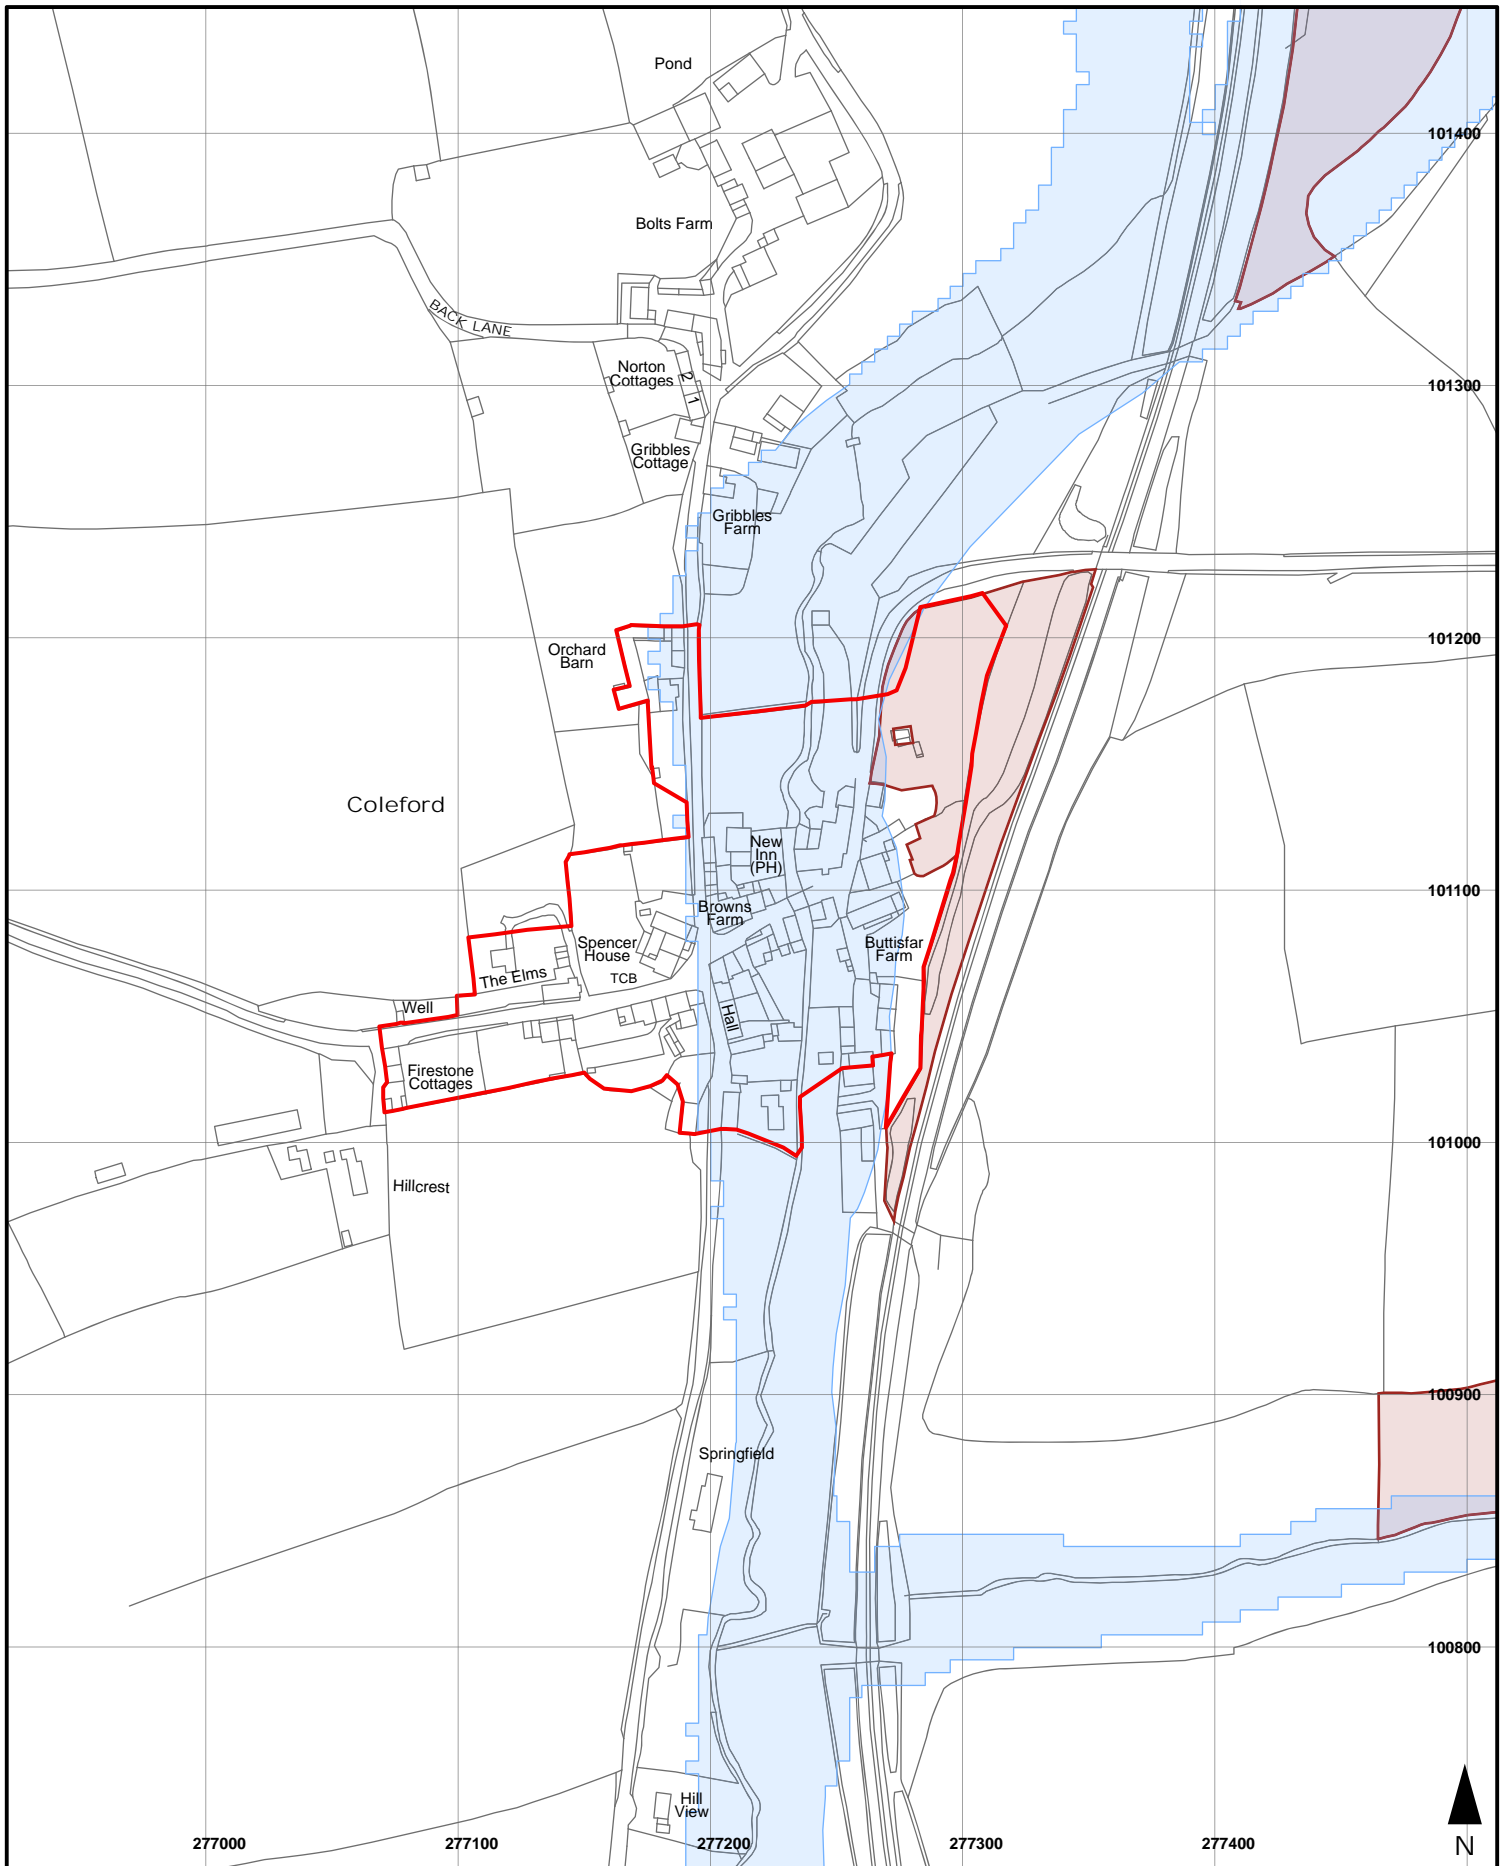 Pond
101400
Bolts Farm
BACK LANE
Norton
Cottages
2
1
101300
Gribbles
Cottage
Gribbles
Farm
Orchard
Barn
101200
Coleford
New
Inn
(PH)
101100
Browns
Farm
Spencer
House
Buttisfar
Farm
The Elms
TCB
Well
Hall
Firestone
Cottages
101000
Hillcrest
100900
Springfield
100800
Hill
View
277000
277100
277200
277300
277400
N